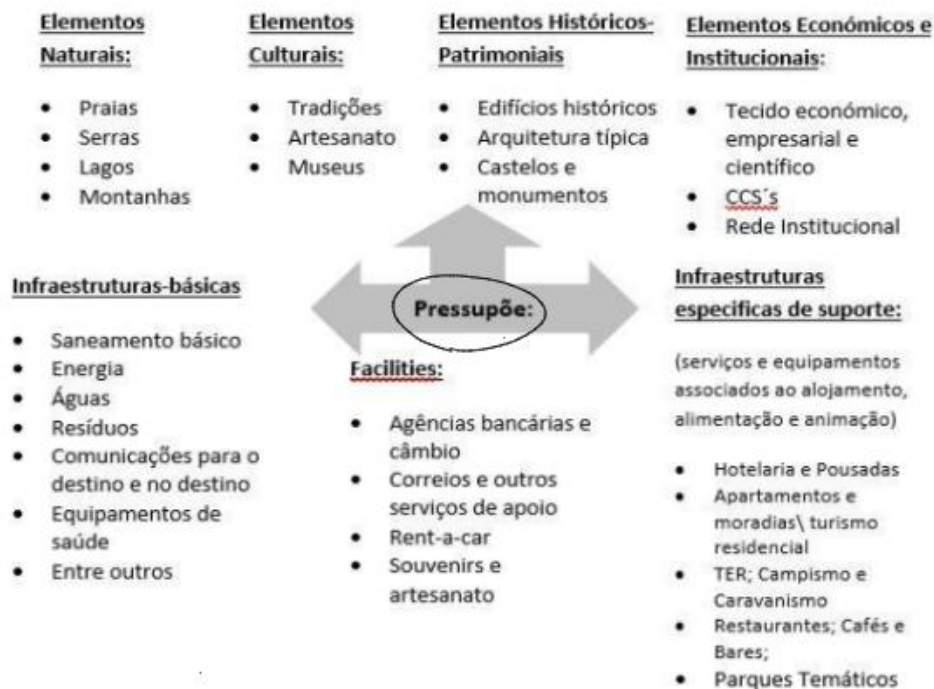 Elementos
Naturais:
• Praias
• Serras
• Lagos
• Montanhas
Elementos
Culturais:
• Tradições
• Artesanato
• Museus
Elementos Históricos-
Patrimoniais
• Edifícios históricos
• Arquitetura típica
• Castelos e
monumentos
Elementos Económicos e
Institucionais:
• Tecido económico,
empresarial e
científico
• CCS´s
• Rede Institucional
Pressupõe:
Infraestruturas-básicas
• Saneamento básico
• Energia
• Águas
• Resíduos
• Comunicações para o
destino e no destino
• Equipamentos de
saúde
• Entre outros
Facilities:
• Agências bancárias e
câmbio
• Correios e outros
serviços de apoio
• Rent-a-car
• Souvenirs e
artesanato
Infraestruturas
especificas de suporte:
(serviços e equipamentos
associados ao alojamento,
alimentação e animação)
• Hotelaria e Pousadas
• Apartamentos e
moradias\ turismo
residencial
• TER; Campismo e
Caravanismo
• Restaurantes; Cafés e
Bares;
• Parques Temáticos